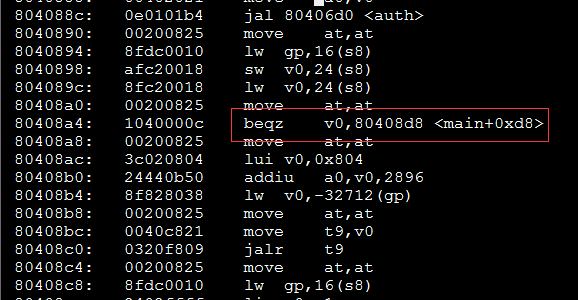 804088c: 0e0101b4 jal 80406d0 <auth>
8040890: 00200825 move at,at
8040894: 8fdc0010 lw gp,16(s8)
8040898: afc20018 sw v0,24(s8)
804089c: 8fc20018 lw v0,24(s8)
80408a0: 00200825 move at,at
80408a4: 1040000c beqz v0,80408d8 <main+0xd8>
80408a8: 00200825 move at,at
80408ac: 3c020804 lui v0,0x804
80408b0: 24440b50 addiu a0,v0,2896
80408b4: 8f828038 lw v0,-32712(gp)
80408b8: 00200825 move at,at
80408bc: 0040c821 move t9,v0
80408c0: 0320f809 jalr t9
80408c4: 00200825 move at,at
80408c8: 8fdc0010 lw gp,16(s8)